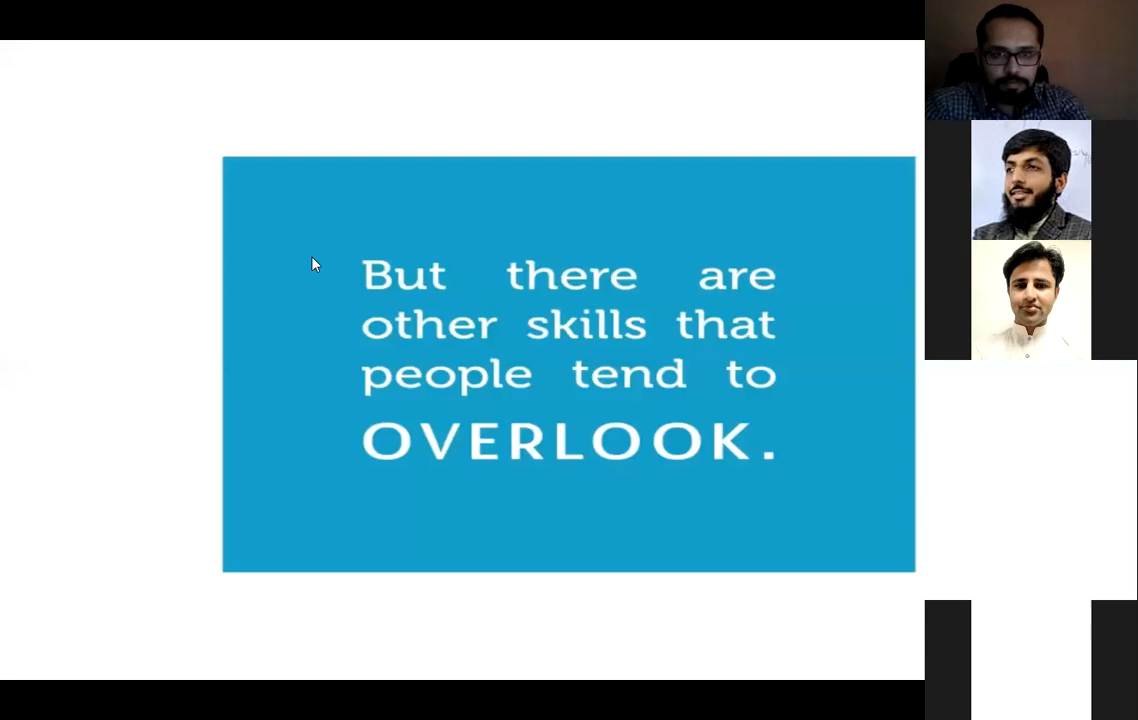 But there are
other skills that
people tend to
OVERLOOK.